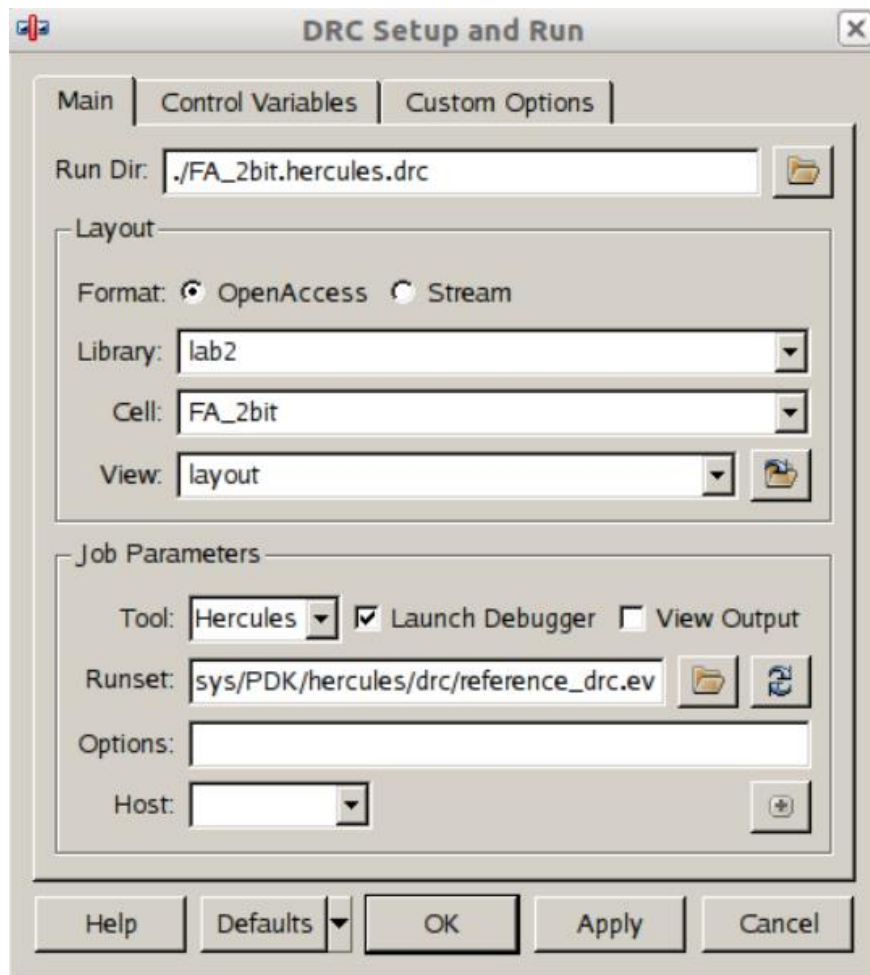 DRC Setup and Run
Main Control Variables Custom Options
Run Dir: ./FA_2bit.hercules.drc
Layout
Format: OpenAccess Stream
Library: lab2
Cell: FA_2bit
View: layout
Job Parameters
Tool: Hercules Launch Debugger View Output
Runset: sys/PDK/hercules/drc/reference_drc.ev
Options:
Host:
Help Defaults OK Apply Cancel